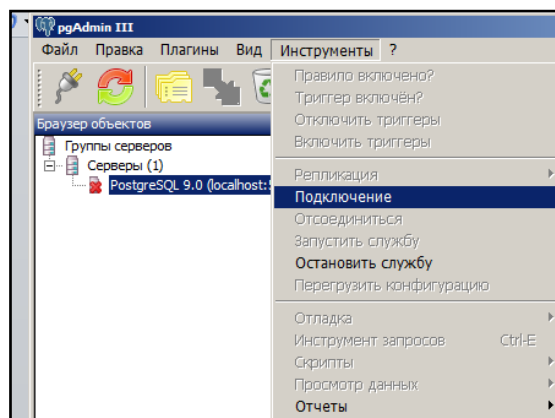 pgAdmin III
Файл Правка Плагины Вид Инструменты ?
Браузер объектов
Группы серверов
Серверы (1)
PostgreSQL 9.0 (localhost:
Правило включено?
Триггер включён?
Отключить триггеры
Включить триггеры
Репликация
Подключение
Отсоединиться
Запустить службу
Остановить службу
Перегрузить конфигурацию
Отладка
Инструмент запросов Ctrl-E
Скрипты
Просмотр данных
Отчеты